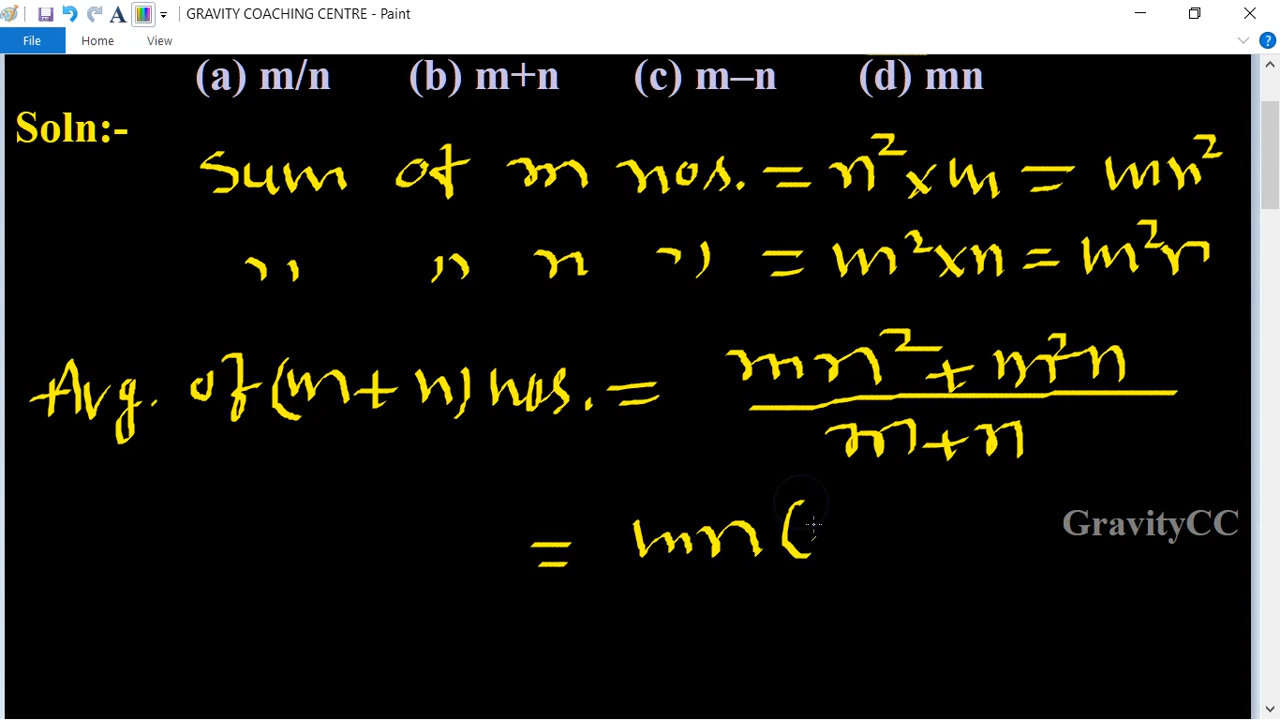 GRAVITY COACHING CENTRE - Paint
File Home View
(a) m/n (b) m+n (c) m–n (d) mn
Soln:-
Sum of m nos. = n² × m = mn²
,, ,, n ,, = m² × n = m²n
Avg. of (m + n) nos. = mn² + m²n
m+n
= mn (
GravityCC